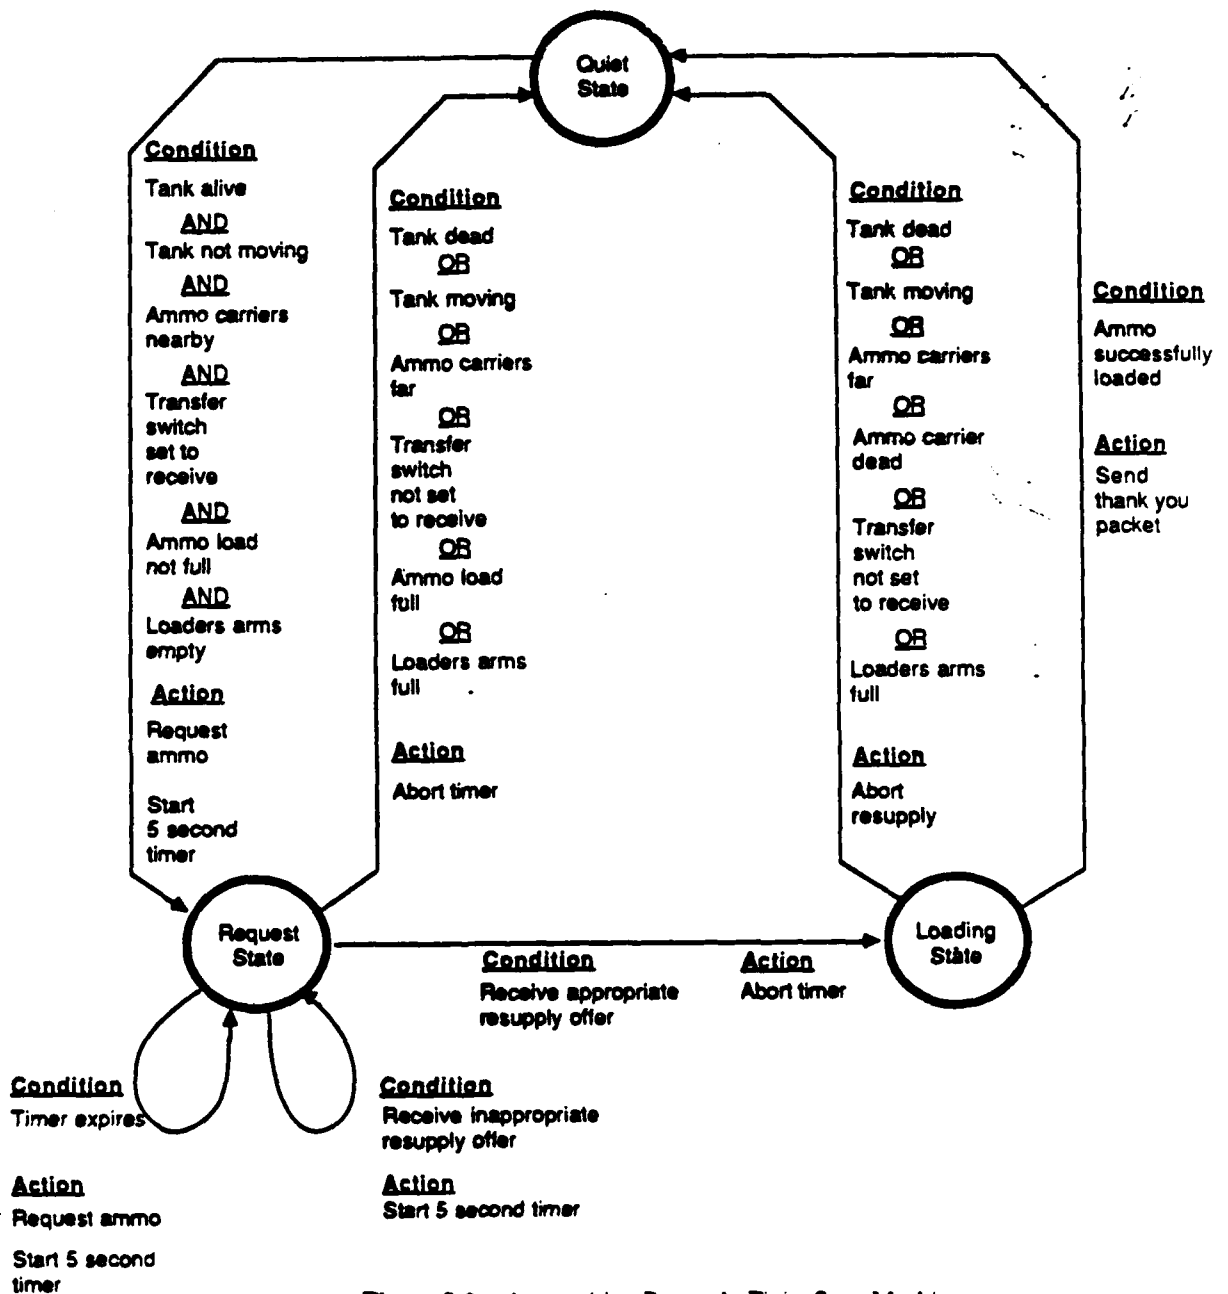 Quiet
State
Condition
Tank alive
AND
Tank not moving
AND
Ammo carriers
nearby
AND
Transfer
switch
set to
receive
AND
Ammo load
not full
AND
Loaders arms
empty
Action
Request
ammo
Start
5 second
timer
Condition
Tank dead
OR
Tank moving
OR
Ammo carriers
far
OR
Transfer
switch
not set
to receive
OR
Ammo load
full
OR
Loaders arms
full
Action
Abort timer
Condition
Tank dead
OR
Tank moving
OR
Ammo carriers
far
OR
Ammo carrier
dead
OR
Transfer
switch
not set
to receive
OR
Loaders arms
full
Action
Abort
resupply
Condition
Ammo
successfully
loaded
Action
Send
thank you
packet
Request
State
Loading
State
Condition
Receive appropriate
resupply offer
Action
Abort timer
Condition
Timer expires
Action
Request ammo
Start 5 second
timer
Condition
Receive inappropriate
resupply offer
Action
Start 5 second timer